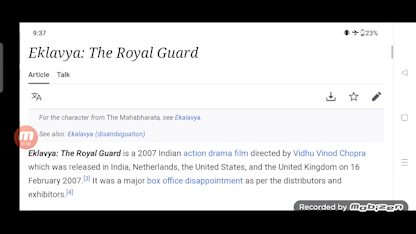 9:37
23%
Eklavya: The Royal Guard
Article Talk
For the character from The Mahabharata, see Ekalavya.
See also: Ekalavya (disambiguation)
Eklavya: The Royal Guard is a 2007 Indian action drama film directed by Vidhu Vinod Chopra
which was released in India, Netherlands, the United States, and the United Kingdom on 16
February 2007.[3] It was a major box office disappointment as per the distributors and
exhibitors.[4]
Recorded by Mobizen